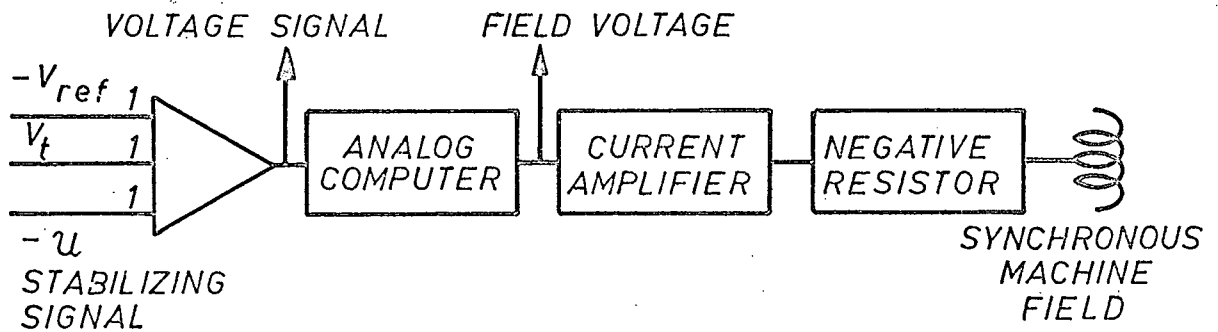 VOLTAGE SIGNAL
FIELD VOLTAGE
-Vref 1
Vt 1
1
-u
STABILIZING
SIGNAL
ANALOG
COMPUTER
CURRENT
AMPLIFIER
NEGATIVE
RESISTOR
SYNCHRONOUS
MACHINE
FIELD